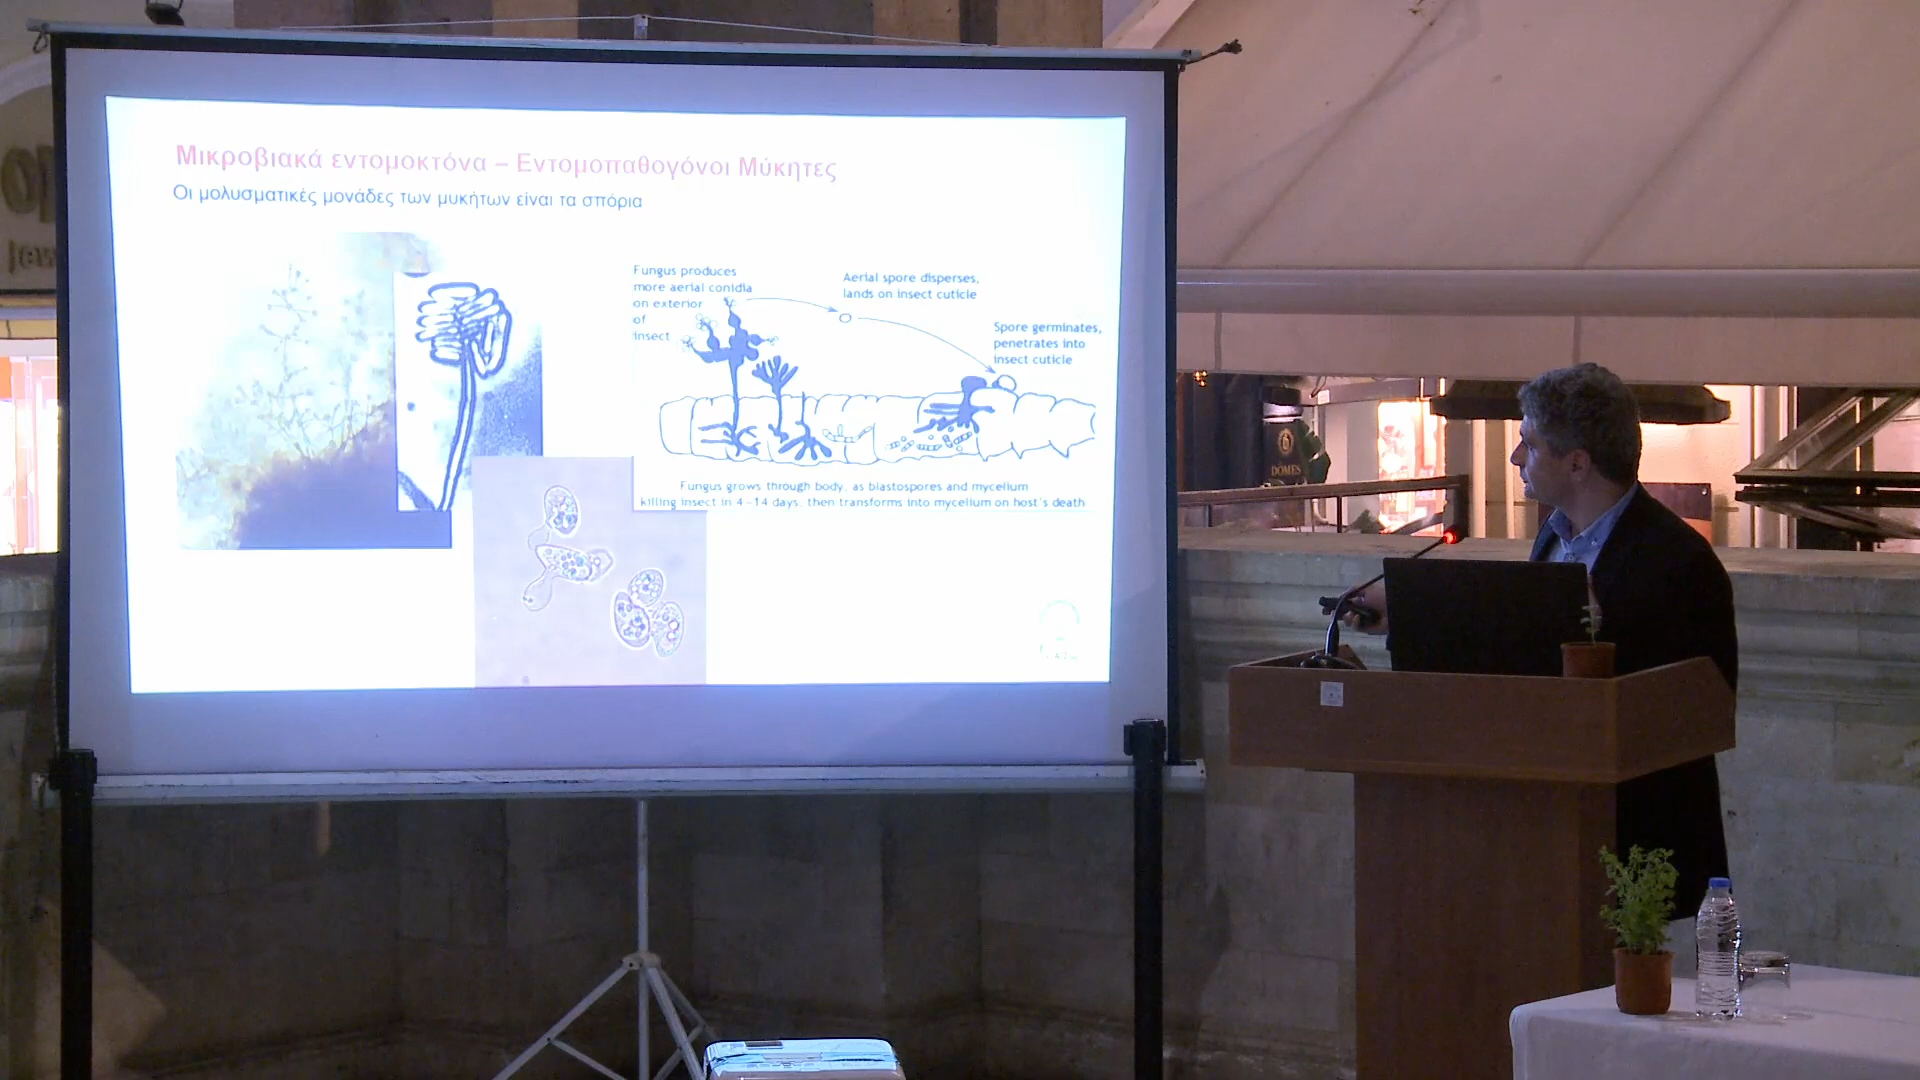 Μικροβιακά εντομοκτόνα – Εντομοπαθογόνοι Μύκητες
Οι μολυσματικές μονάδες των μυκήτων είναι τα σπόρια
Fungus produces
more aerial conidia
on exterior
of
insect
Aerial spore disperses,
lands on insect cuticle
Spore germinates,
penetrates into
insect cuticle
Fungus grows through body, as blastospores and mycelium
killing insect in 4-14 days, then transforms into mycelium on host's death
6
DOMES